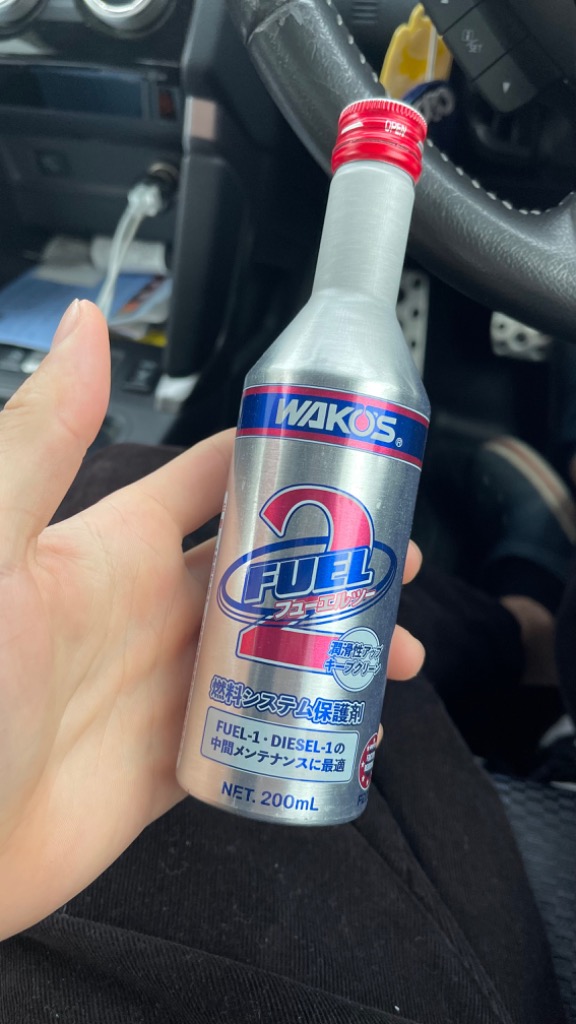 OPEN
WAKO'S®
2
FUEL
フューエル・ツー
潤滑性アップ
キープクリーン
燃料システム保護剤
FUEL-1・DIESEL-1の
中間メンテナンスに最適
NET. 200mL